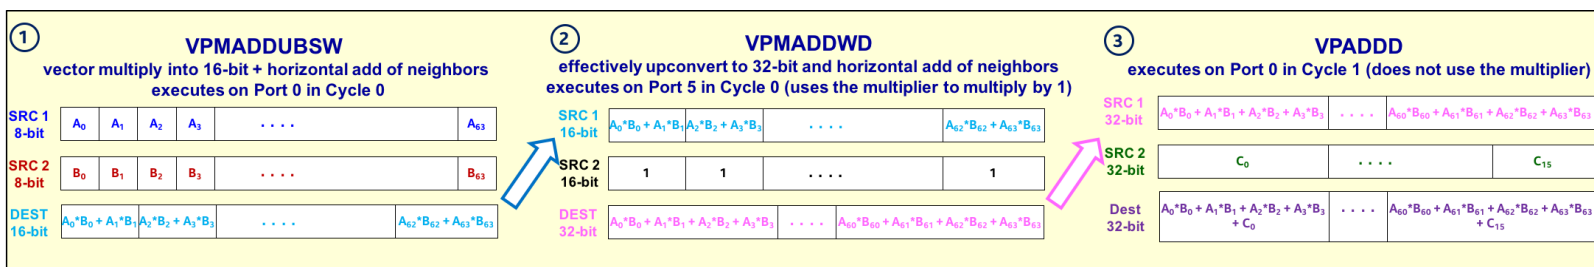 1
VPMADDUBSW
vector multiply into 16-bit + horizontal add of neighbors
executes on Port 0 in Cycle 0
SRC 1
8-bit
A₀ A₁ A₂ A₃ . . . . A₆₃
SRC 2
8-bit
B₀ B₁ B₂ B₃ . . . . B₆₃
DEST
16-bit
A₀*B₀ + A₁*B₁ A₂*B₂ + A₃*B₃ . . . . A₆₂*B₆₂ + A₆₃*B₆₃
2
VPMADDWD
effectively upconvert to 32-bit and horizontal add of neighbors
executes on Port 5 in Cycle 0 (uses the multiplier to multiply by 1)
SRC 1
16-bit
A₀*B₀ + A₁*B₁ A₂*B₂ + A₃*B₃ . . . . A₆₂*B₆₂ + A₆₃*B₆₃
SRC 2
16-bit
1 1 . . . . 1
DEST
32-bit
A₀*B₀ + A₁*B₁ + A₂*B₂ + A₃*B₃ . . . . A₆₀*B₆₀ + A₆₁*B₆₁ + A₆₂*B₆₂ + A₆₃*B₆₃
3
VPADDD
executes on Port 0 in Cycle 1 (does not use the multiplier)
SRC 1
32-bit
A₀*B₀ + A₁*B₁ + A₂*B₂ + A₃*B₃ . . . . A₆₀*B₆₀ + A₆₁*B₆₁ + A₆₂*B₆₂ + A₆₃*B₆₃
SRC 2
32-bit
C₀ . . . . C₁₅
Dest
32-bit
A₀*B₀ + A₁*B₁ + A₂*B₂ + A₃*B₃ . . . . A₆₀*B₆₀ + A₆₁*B₆₁ + A₆₂*B₆₂ + A₆₃*B₆₃
+ C₀ + C₁₅